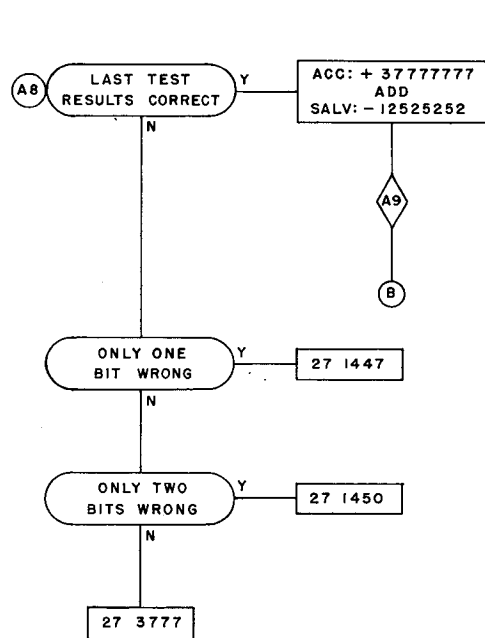 A8
LAST TEST
RESULTS CORRECT
Y
ACC: + 37777777
ADD
SALV: - 12525252
N
A9
B
ONLY ONE
BIT WRONG
Y
27 1447
N
ONLY TWO
BITS WRONG
Y
27 1450
N
27 3777